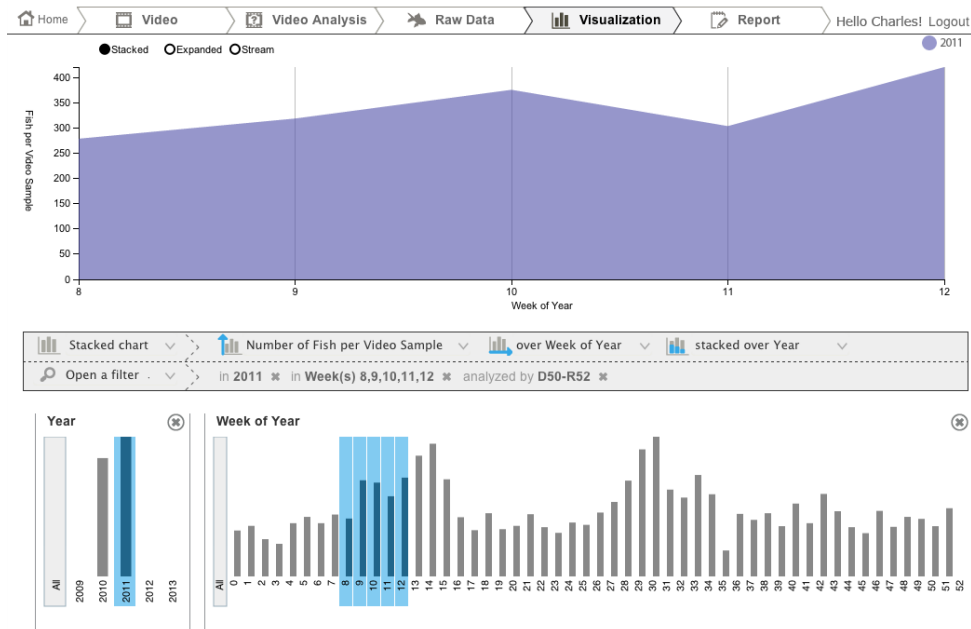 Home Video Video Analysis Raw Data Visualization Report Hello Charles! Logout
Stacked Expanded Stream 2011
400
350
300
250
200
150
100
50
0
Fish per Video Sample
8 9 10 11 12
Week of Year
Stacked chart Number of Fish per Video Sample over Week of Year stacked over Year
Open a filter . in 2011 in Week(s) 8,9,10,11,12 analyzed by D50-R52
Year Week of Year
All 2009 2010 2011 2012 2013
All 0 1 2 3 4 5 6 7 8 9 10 11 12 13 14 15 16 17 18 19 20 21 22 23 24 25 26 27 28 29 30 31 32 33 34 35 36 37 38 39 40 41 42 43 44 45 46 47 48 49 50 51 52